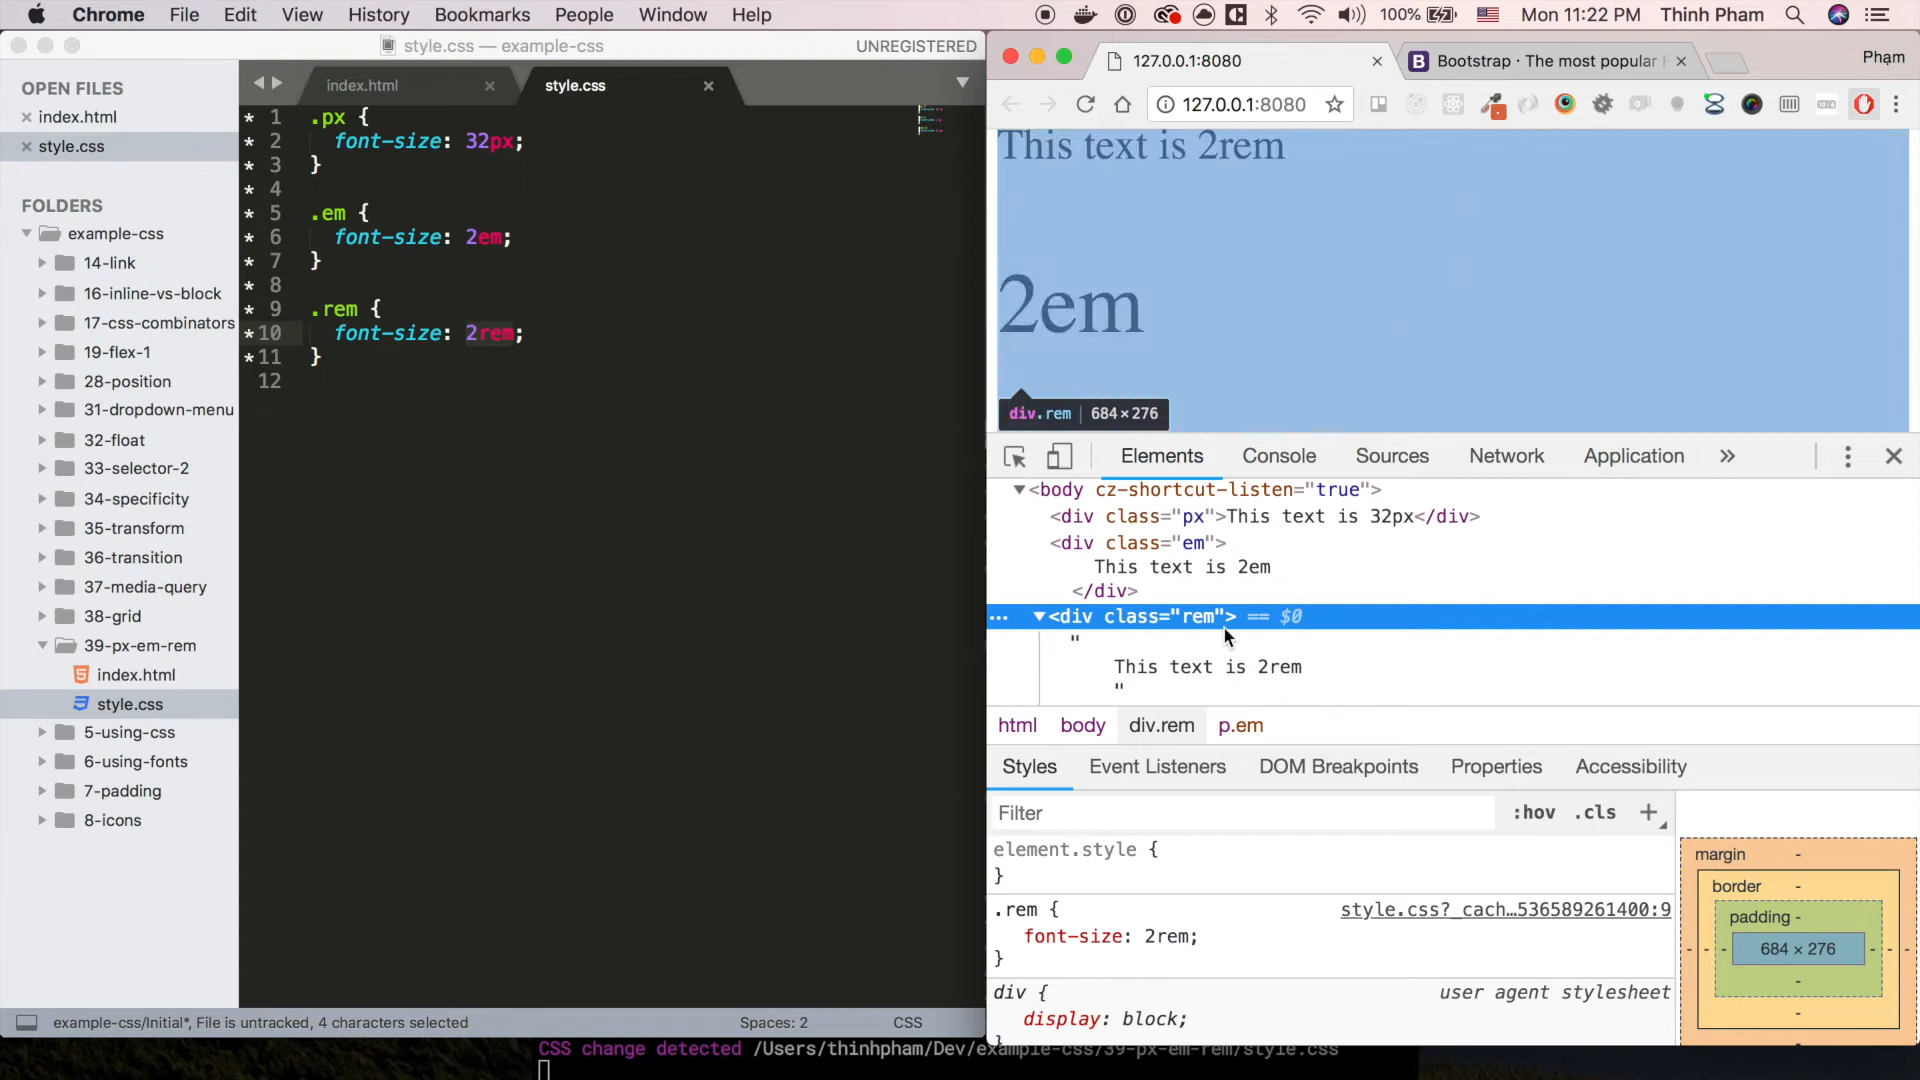 Chrome File Edit View History Bookmarks People Window Help
100% Mon 11:22 PM Thinh Pham
style.css — example-css UNREGISTERED
OPEN FILES
index.html
style.css
FOLDERS
example-css
14-link
16-inline-vs-block
17-css-combinators
19-flex-1
28-position
31-dropdown-menu
32-float
33-selector-2
34-specificity
35-transform
36-transition
37-media-query
38-grid
39-px-em-rem
index.html
style.css
5-using-css
6-using-fonts
7-padding
8-icons
index.html style.css
* 1 .px {
* 2 font-size: 32px;
* 3 }
* 4
* 5 .em {
* 6 font-size: 2em;
* 7 }
* 8
* 9 .rem {
*10 font-size: 2rem;
*11 }
12
example-css/Initial*, File is untracked, 4 characters selected Spaces: 2 CSS
127.0.0.1:8080 Bootstrap · The most popular H Phạm
127.0.0.1:8080
This text is 2rem
2em
div.rem 684×276
Elements Console Sources Network Application »
<body cz-shortcut-listen="true">
<div class="px">This text is 32px</div>
<div class="em">
This text is 2em
</div>
... <div class="rem"> == $0
"
This text is 2rem
"
html body div.rem p.em
Styles Event Listeners DOM Breakpoints Properties Accessibility
Filter :hov .cls +
element.style {
}
.rem { style.css?_cach…536589261400:9
font-size: 2rem;
}
div { user agent stylesheet
display: block;
}
margin -
border -
padding -
- - - 684 × 276 - - -
-
-
CSS change detected /Users/thinhpham/Dev/example-css/39-px-em-rem/style.css